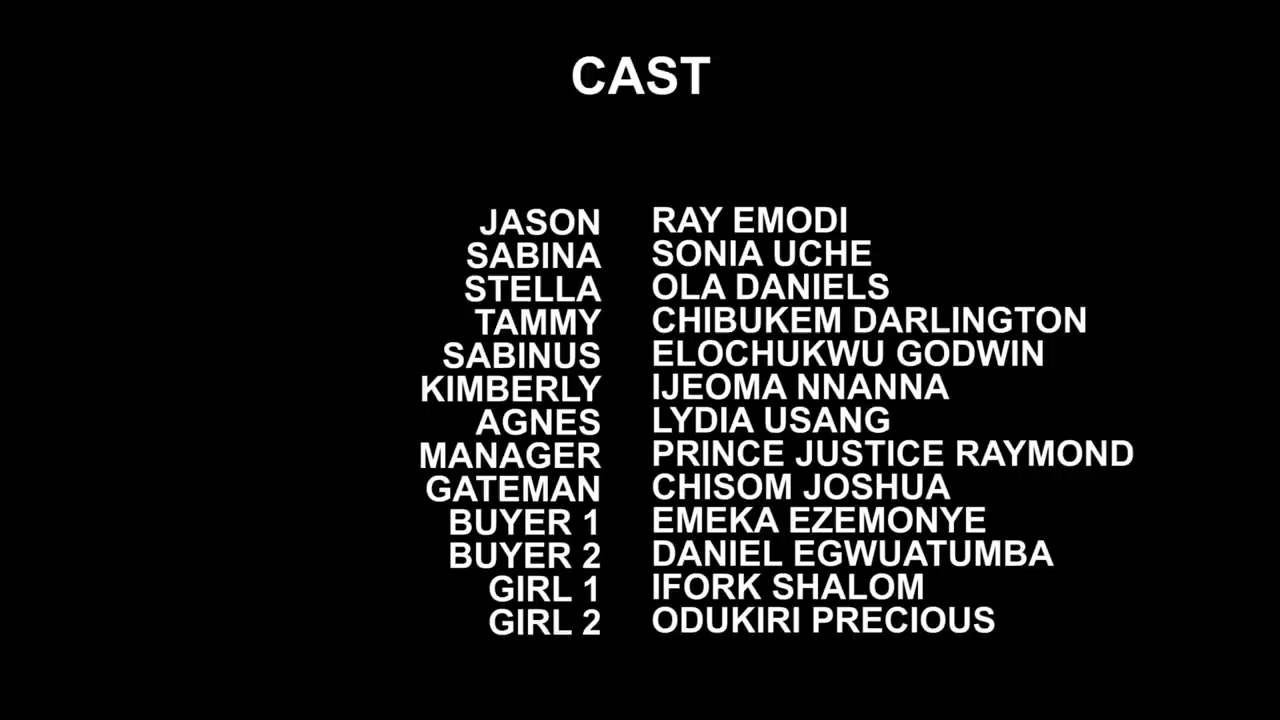 CAST
JASON RAY EMODI
SABINA SONIA UCHE
STELLA OLA DANIELS
TAMMY CHIBUKEM DARLINGTON
SABINUS ELOCHUKWU GODWIN
KIMBERLY IJEOMA NNANNA
AGNES LYDIA USANG
MANAGER PRINCE JUSTICE RAYMOND
GATEMAN CHISOM JOSHUA
BUYER 1 EMEKA EZEMONYE
BUYER 2 DANIEL EGWUATUMBA
GIRL 1 IFORK SHALOM
GIRL 2 ODUKIRI PRECIOUS